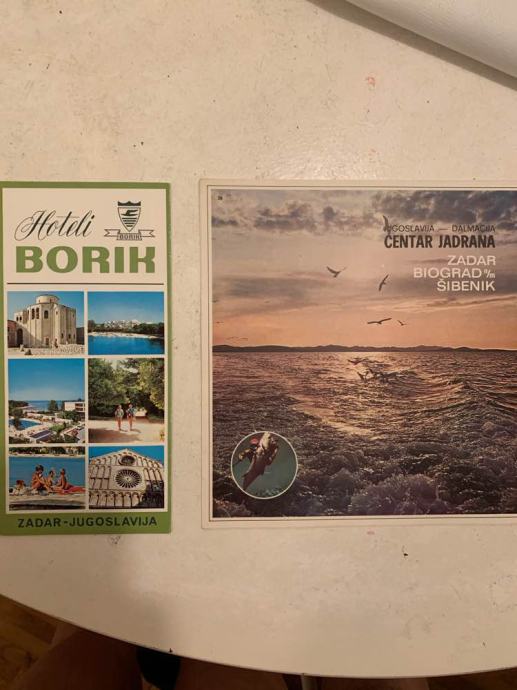 Hoteli
BORIK
BORIK
ZADAR-JUGOSLAVIJA
JUGOSLAVIJA — DALMACIJA
CENTAR JADRANA
ZADAR
BIOGRAD n/m
ŠIBENIK